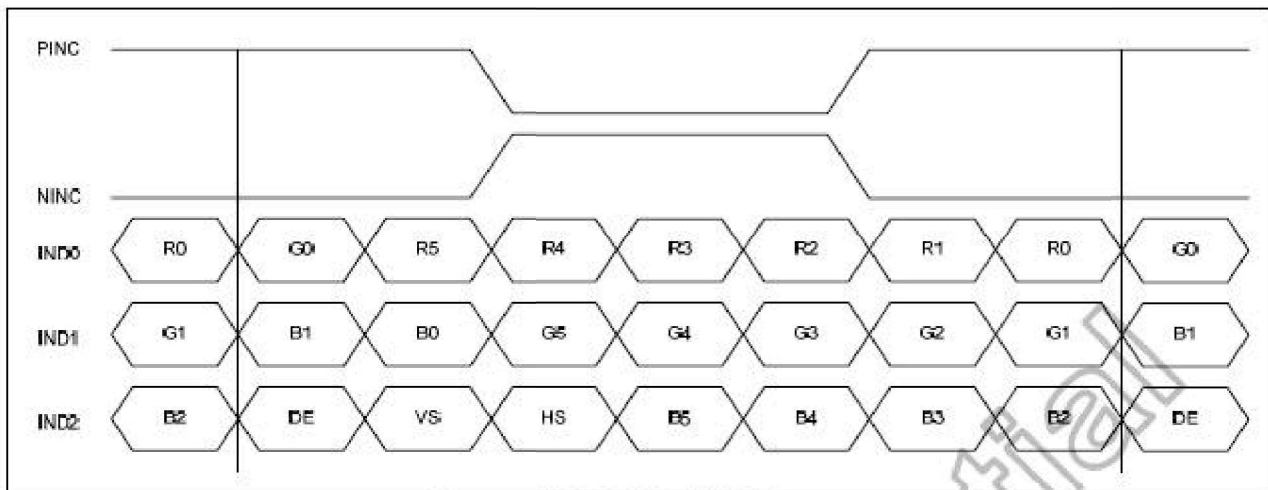 PINC
NINC
IND0 R0 G0 R5 R4 R3 R2 R1 R0 G0
IND1 G1 B1 B0 G5 G4 G3 G2 G1 B1
IND2 B2 DE VS HS B5 B4 B3 B2 DE
tial